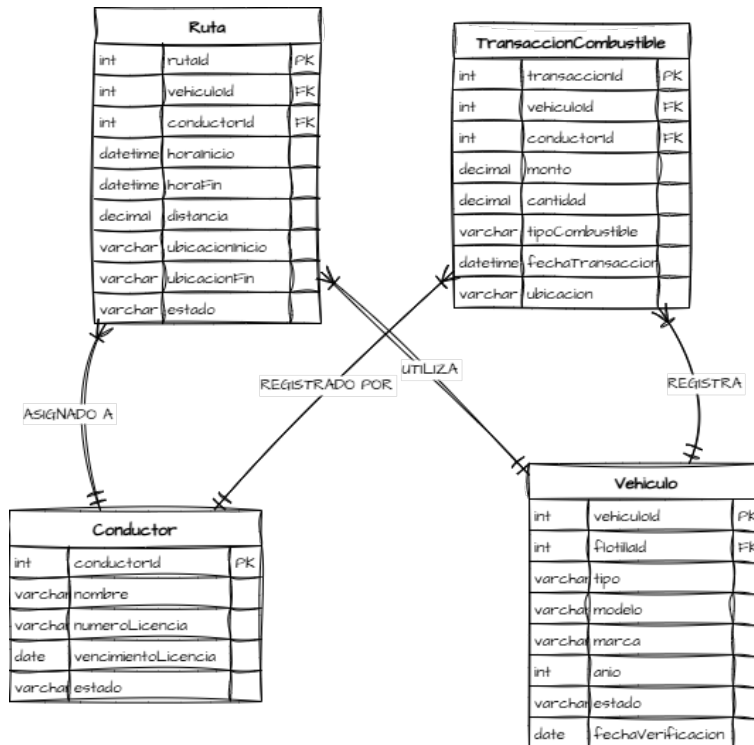 Ruta
int rutaId PK
int vehiculoId FK
int conductorId FK
datetime horaInicio
datetime horaFin
decimal distancia
varchar ubicacionInicio
varchar ubicacionFin
varchar estado
TransaccionCombustible
int transaccionId PK
int vehiculoId FK
int conductorId FK
decimal monto
decimal cantidad
varchar tipoCombustible
datetime fechaTransaccion
varchar ubicacion
UTILIZA
REGISTRADO POR
REGISTRA
ASIGNADO A
Conductor
int conductorId PK
varchar nombre
varchar numeroLicencia
date vencimientoLicencia
varchar estado
Vehiculo
int vehiculoId PK
int flotillaId FK
varchar tipo
varchar modelo
varchar marca
int anio
varchar estado
date fechaVerificacion